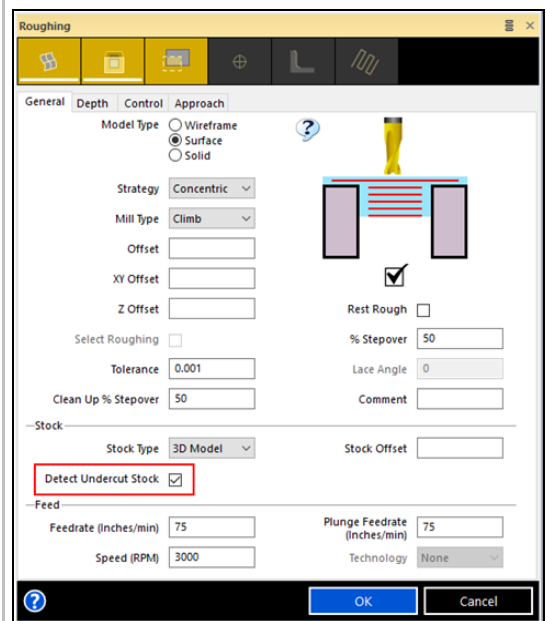 Roughing
General Depth Control Approach
Model Type Wireframe
Surface
Solid
Strategy Concentric
Mill Type Climb
Offset
XY Offset
Z Offset Rest Rough
Select Roughing % Stepover 50
Tolerance 0.001 Lace Angle 0
Clean Up % Stepover 50 Comment
Stock
Stock Type 3D Model Stock Offset
Detect Undercut Stock
Feed
Feedrate (Inches/min) 75 Plunge Feedrate (Inches/min) 75
Speed (RPM) 3000 Technology None
OK Cancel